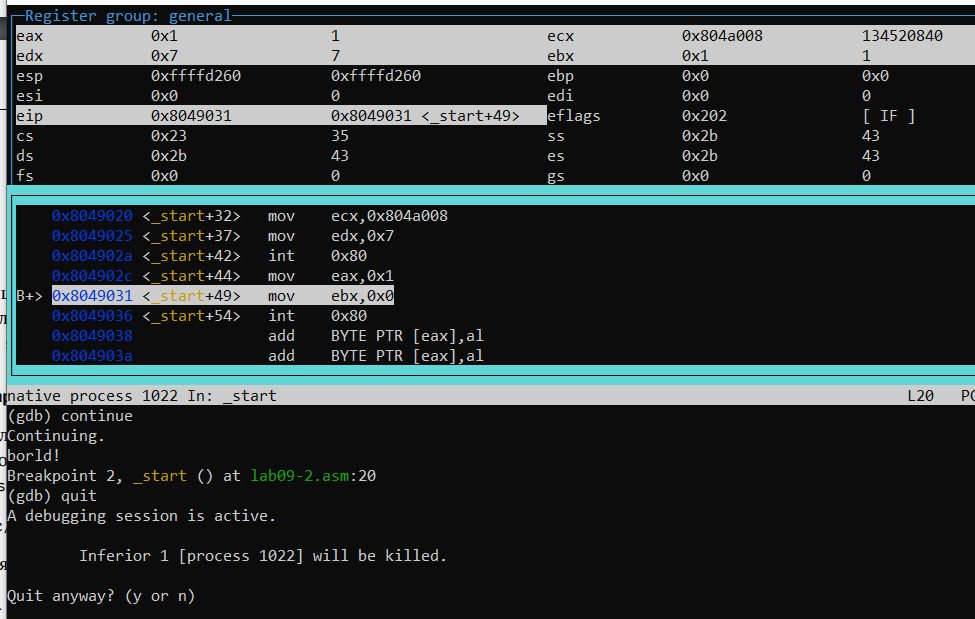 Register group: general
eax 0x1 1 ecx 0x804a008 134520840
edx 0x7 7 ebx 0x1 1
esp 0xffffd260 0xffffd260 ebp 0x0 0x0
esi 0x0 0 edi 0x0 0
eip 0x8049031 0x8049031 <_start+49> eflags 0x202 [ IF ]
cs 0x23 35 ss 0x2b 43
ds 0x2b 43 es 0x2b 43
fs 0x0 0 gs 0x0 0
0x8049020 <_start+32> mov ecx,0x804a008
0x8049025 <_start+37> mov edx,0x7
0x804902a <_start+42> int 0x80
0x804902c <_start+44> mov eax,0x1
B+> 0x8049031 <_start+49> mov ebx,0x0
0x8049036 <_start+54> int 0x80
0x8049038 add BYTE PTR [eax],al
0x804903a add BYTE PTR [eax],al
native process 1022 In: _start L20 PC
(gdb) continue
Continuing.
borld!
Breakpoint 2, _start () at lab09-2.asm:20
(gdb) quit
A debugging session is active.
Inferior 1 [process 1022] will be killed.
Quit anyway? (y or n)